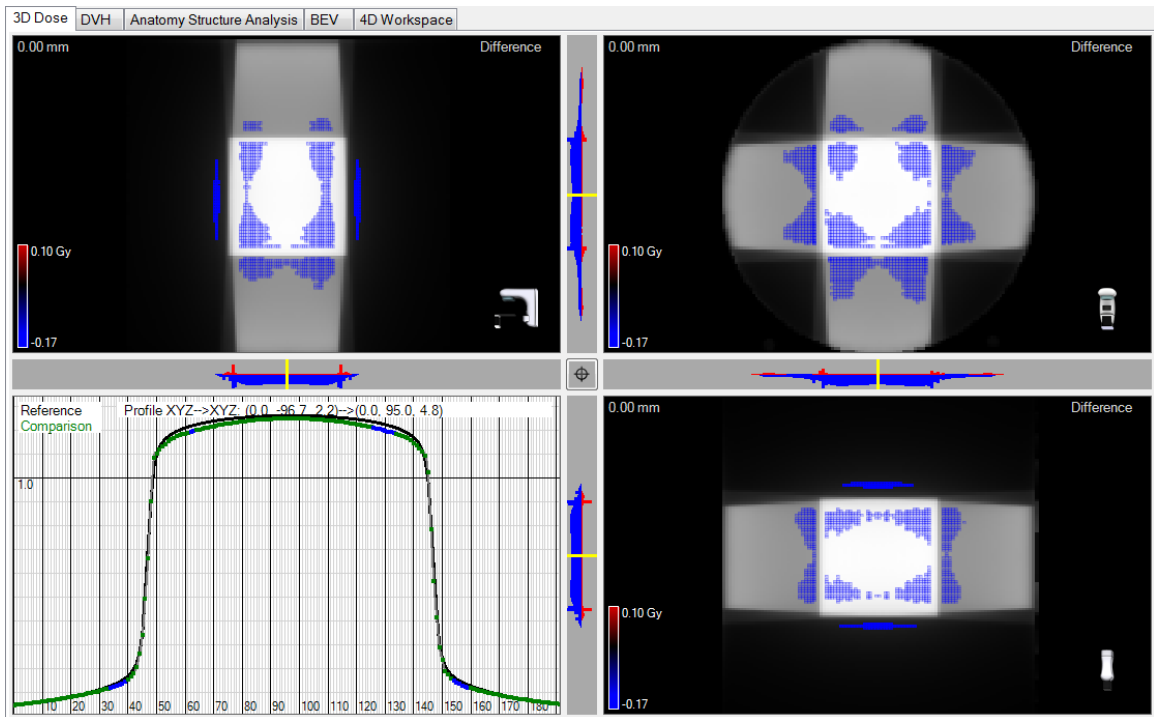 3D Dose DVH Anatomy Structure Analysis BEV 4D Workspace
0.00 mm Difference
0.10 Gy
-0.17
0.00 mm Difference
0.10 Gy
-0.17
Reference Profile XYZ-->XYZ: (0.0, -96.7, 2.2)-->(0.0, 95.0, 4.8)
Comparison
1.0
10 20 30 40 50 60 70 80 90 100 110 120 130 140 150 160 170 180
0.00 mm Difference
0.10 Gy
-0.17